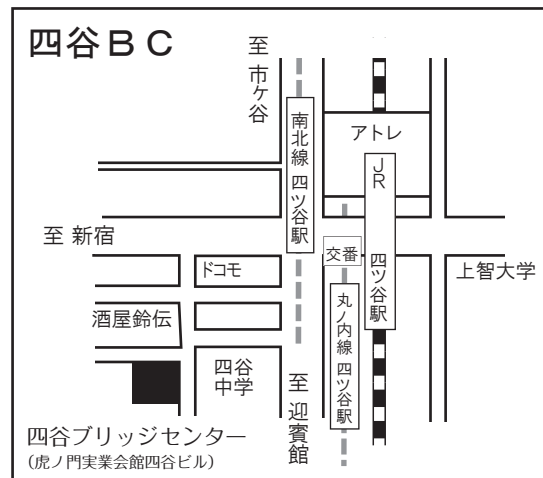 四谷ＢＣ
至 市ヶ谷
アトレ
南北線 四ツ谷駅
JR 四ツ谷駅
至 新宿
ドコモ
交番
上智大学
酒屋鈴伝
丸ノ内線 四ツ谷駅
四谷
中学
至 迎賓館
四谷ブリッジセンター
(虎ノ門実業会館四谷ビル)